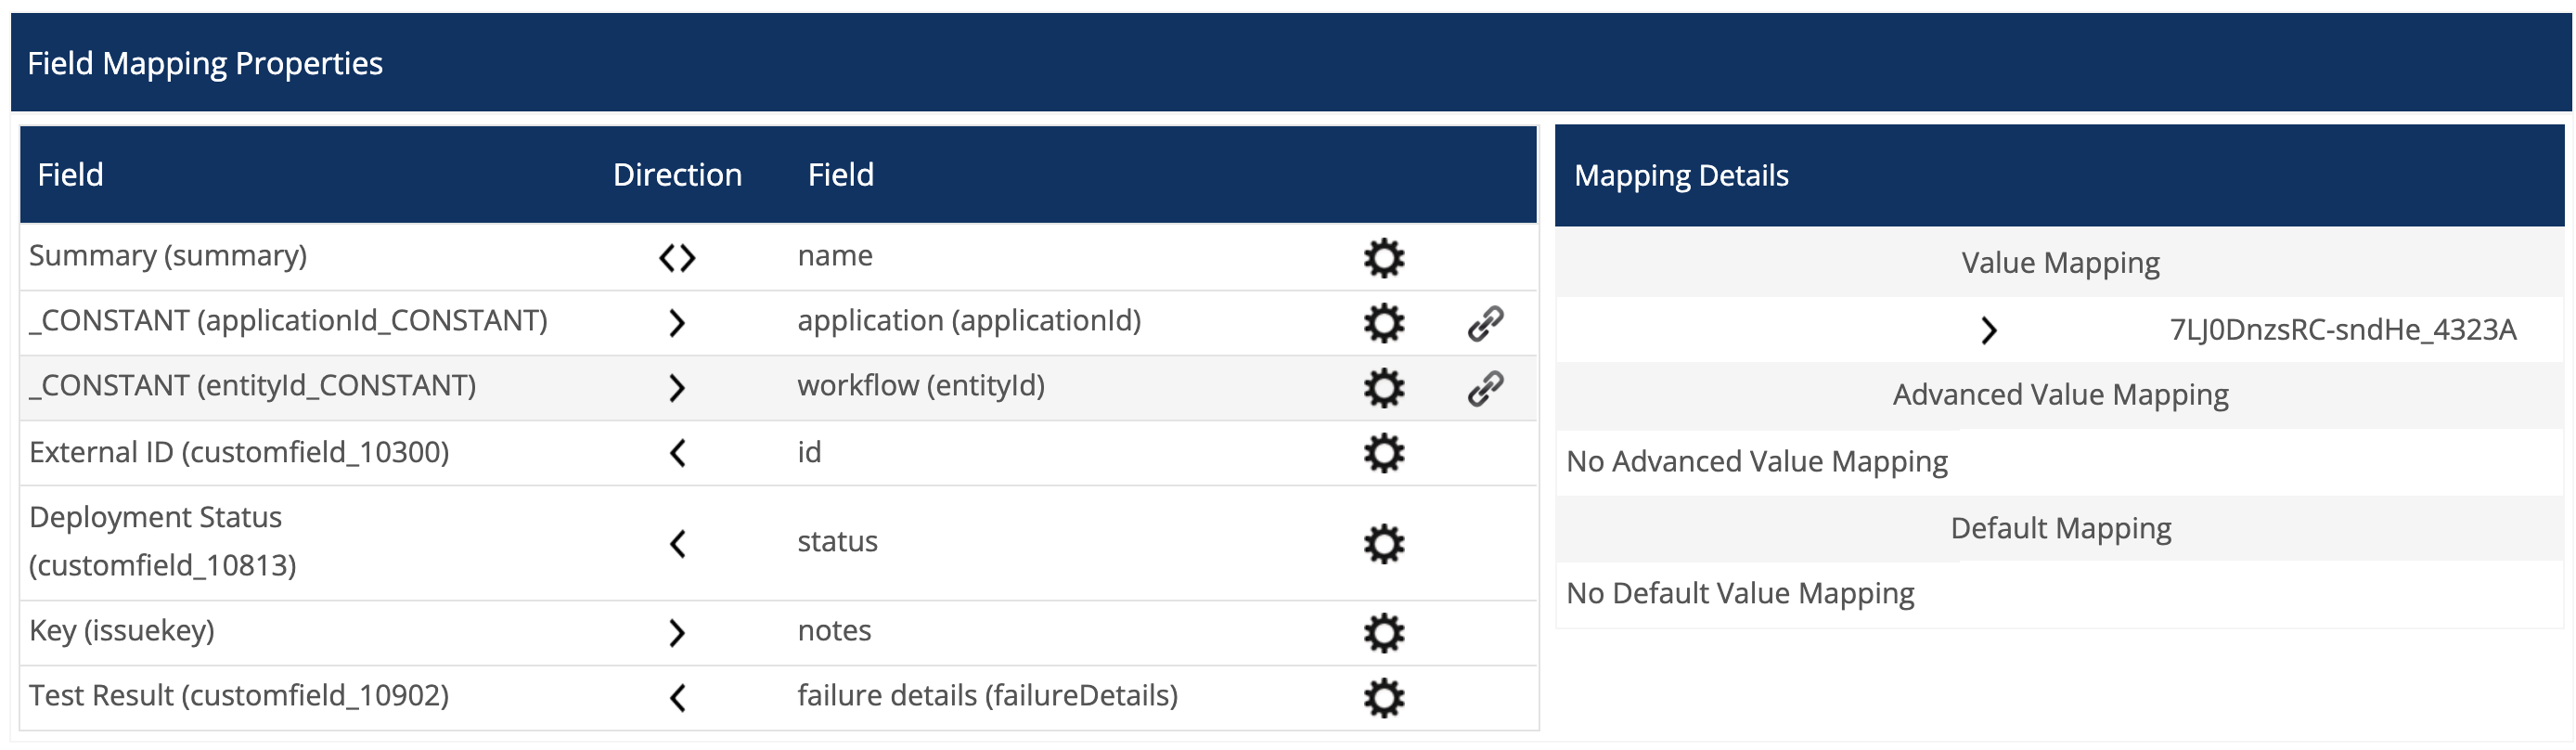 Field Mapping Properties
Field Direction Field
Summary (summary) <> name
_CONSTANT (applicationId_CONSTANT) > application (applicationId)
_CONSTANT (entityId_CONSTANT) > workflow (entityId)
External ID (customfield_10300) < id
Deployment Status
(customfield_10813) < status
Key (issuekey) > notes
Test Result (customfield_10902) < failure details (failureDetails)
Mapping Details
Value Mapping
> 7LJ0DnzsRC-sndHe_4323A
Advanced Value Mapping
No Advanced Value Mapping
Default Mapping
No Default Value Mapping